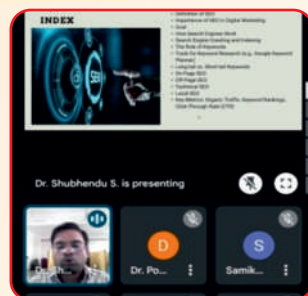 INDEX
• Definition of SEO
• Importance of SEO in Digital Marketing
• Goal
• How Search Engines Work
• Search Engine Crawling and Indexing
• The Role of Keywords
• Tools for Keyword Research (e.g., Google Keyword
Planner)
• Long-tail vs. Short-tail Keywords
• On-Page SEO
• Off-Page SEO
• Technical SEO
• Local SEO
• Key Metrics: Organic Traffic, Keyword Rankings,
Click-Through Rate (CTR)
SEO
Dr. Shubhendu S. is presenting
D
S
Dr. Sh...
Dr. Po...
Samik...